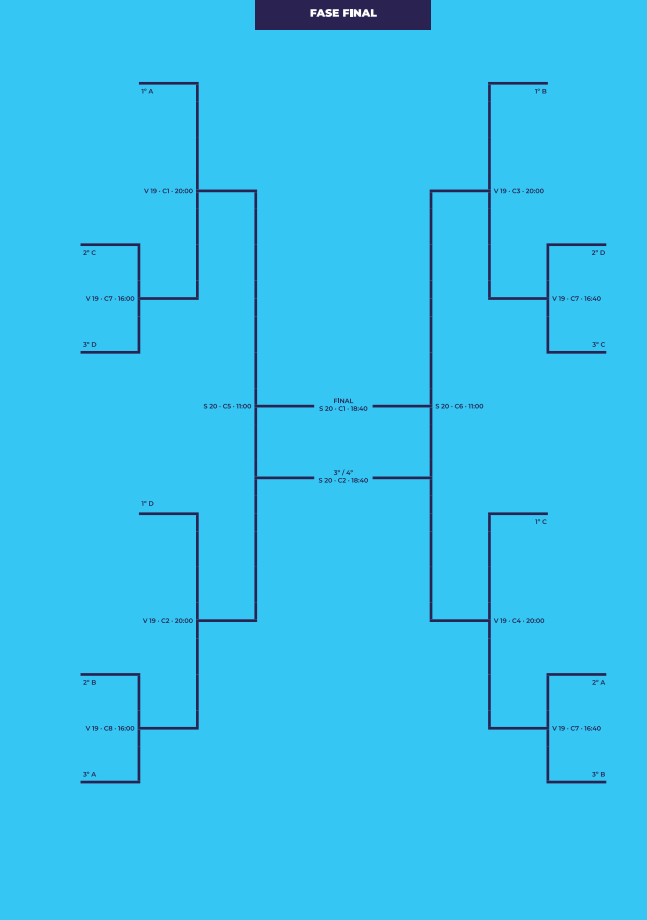 FASE FINAL
1º A
1º B
V 19 · C1 · 20:00
V 19 · C3 · 20:00
2º C
2º D
V 19 · C7 · 16:00
V 19 · C7 · 16:40
3º D
3º C
FINAL
S 20 · C5 · 11:00
S 20 · C1 · 18:40
S 20 · C6 · 11:00
3º / 4º
S 20 · C2 · 18:40
1º D
1º C
V 19 · C2 · 20:00
V 19 · C4 · 20:00
2º B
2º A
V 19 · C8 · 16:00
V 19 · C7 · 16:40
3º A
3º B